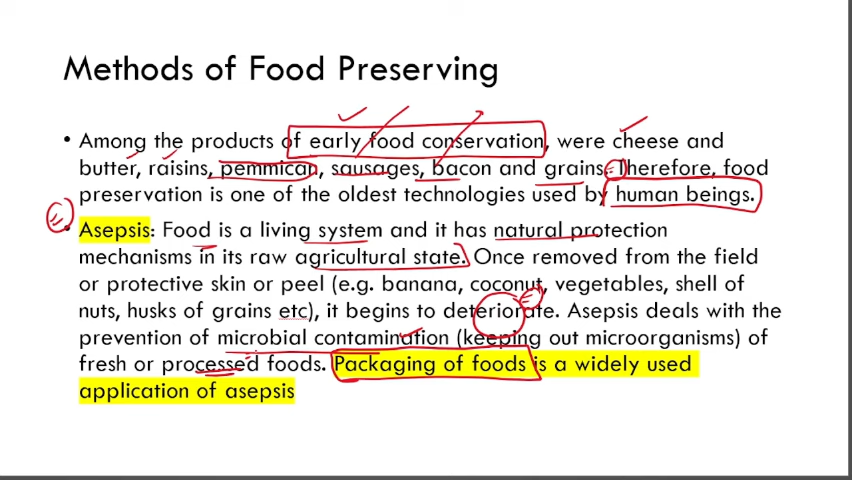 Methods of Food Preserving
• Among the products of early food conservation, were cheese and
butter, raisins, pemmican, sausages, bacon and grains. Therefore, food
preservation is one of the oldest technologies used by human beings.
• Asepsis: Food is a living system and it has natural protection
mechanisms in its raw agricultural state. Once removed from the field
or protective skin or peel (e.g. banana, coconut, vegetables, shell of
nuts, husks of grains etc), it begins to deteriorate. Asepsis deals with the
prevention of microbial contamination (keeping out microorganisms) of
fresh or processed foods. Packaging of foods is a widely used
application of asepsis